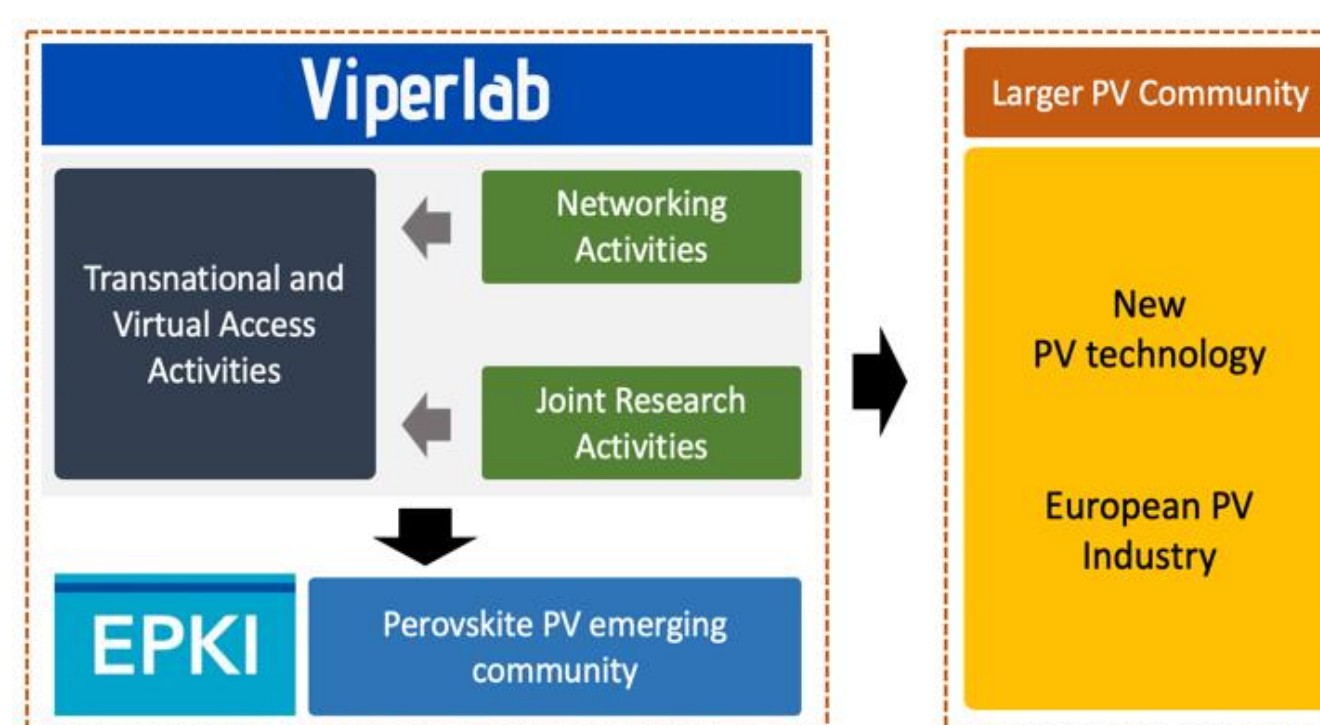 Viperlab
Transnational and
Virtual Access
Activities
Networking
Activities
Joint Research
Activities
EPKI
Perovskite PV emerging
community
Larger PV Community
New
PV technology
European PV
Industry